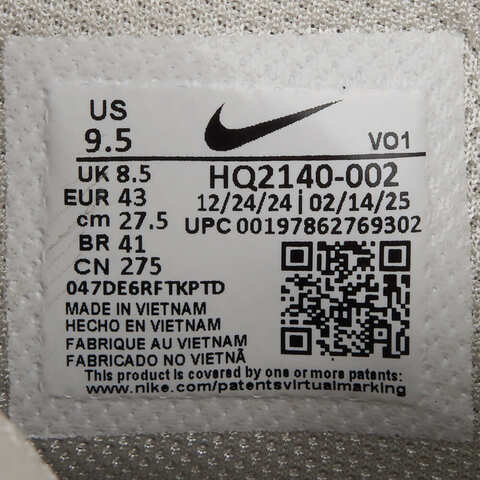 US
9.5
VO1
UK 8.5
EUR 43
cm 27.5
BR 41
CN 275
HQ2140-002
12/24/24 | 02/14/25
UPC 00197862769302
047DE6RFTKPTD
MADE IN VIETNAM
HECHO EN VIETNAM
FABRIQUE AU VIETNAM
FABRICADO NO VIETNÃ
This product is covered by one or more patents:
www.nike.com/patentsvirtualmarking